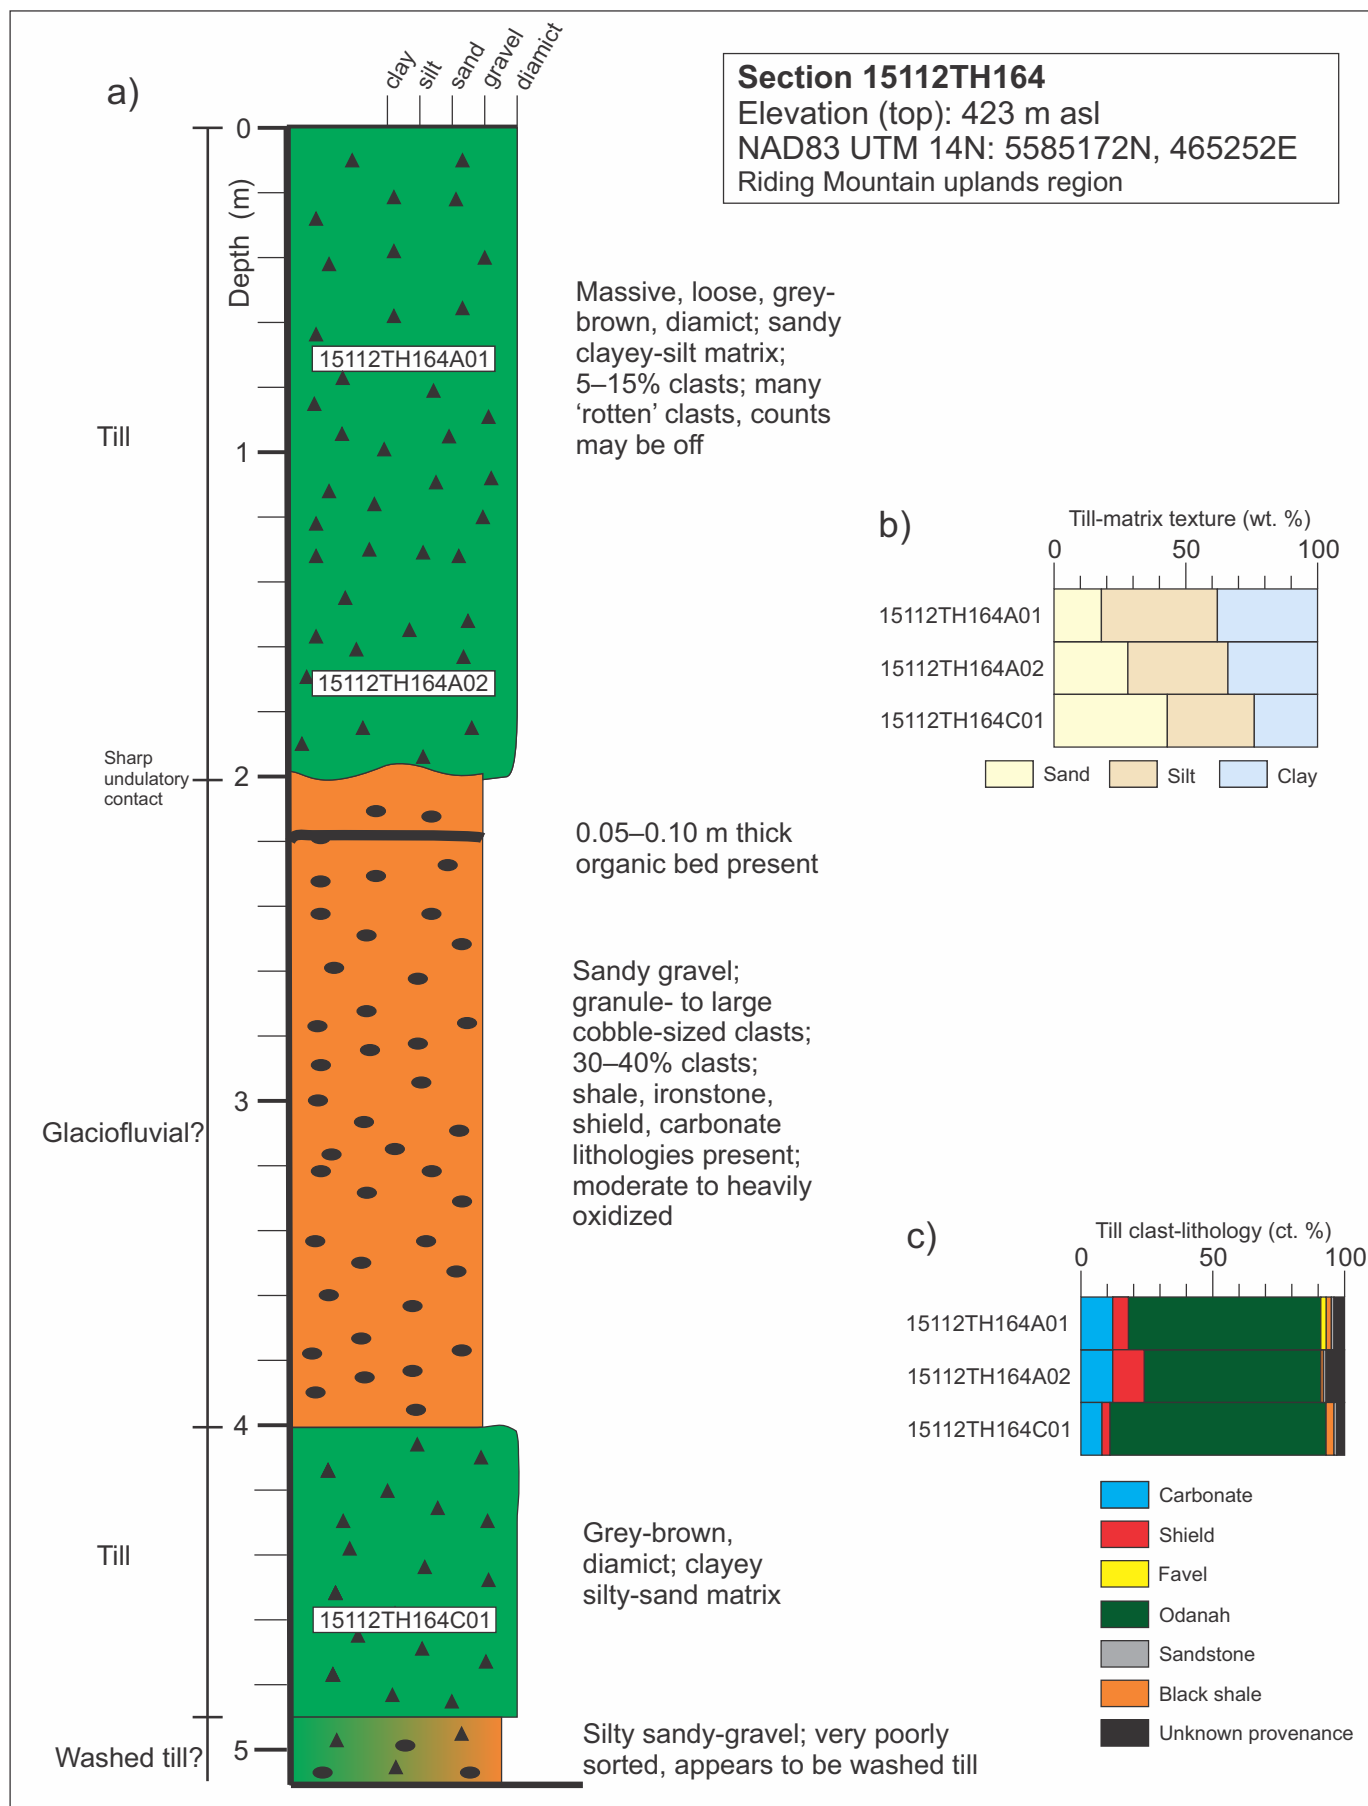 a)
clay
silt
sand
gravel
diamict
Section 15112TH164
Elevation (top): 423 m asl
NAD83 UTM 14N: 5585172N, 465252E
Riding Mountain uplands region
0
Depth (m)
Massive, loose, grey-
brown, diamict; sandy
clayey-silt matrix;
5–15% clasts; many
‘rotten’ clasts, counts
may be off
15112TH164A01
Till
1
15112TH164A02
Sharp
undulatory
contact
2
0.05–0.10 m thick
organic bed present
Sandy gravel;
granule- to large
cobble-sized clasts;
30–40% clasts;
shale, ironstone,
shield, carbonate
lithologies present;
moderate to heavily
oxidized
3
Glaciofluvial?
4
Till
Grey-brown,
diamict; clayey
silty-sand matrix
15112TH164C01
Washed till?
5
Silty sandy-gravel; very poorly
sorted, appears to be washed till
b)
Till-matrix texture (wt. %)
0 50 100
15112TH164A01
15112TH164A02
15112TH164C01
Sand Silt Clay
c)
Till clast-lithology (ct. %)
0 50 100
15112TH164A01
15112TH164A02
15112TH164C01
Carbonate
Shield
Favel
Odanah
Sandstone
Black shale
Unknown provenance